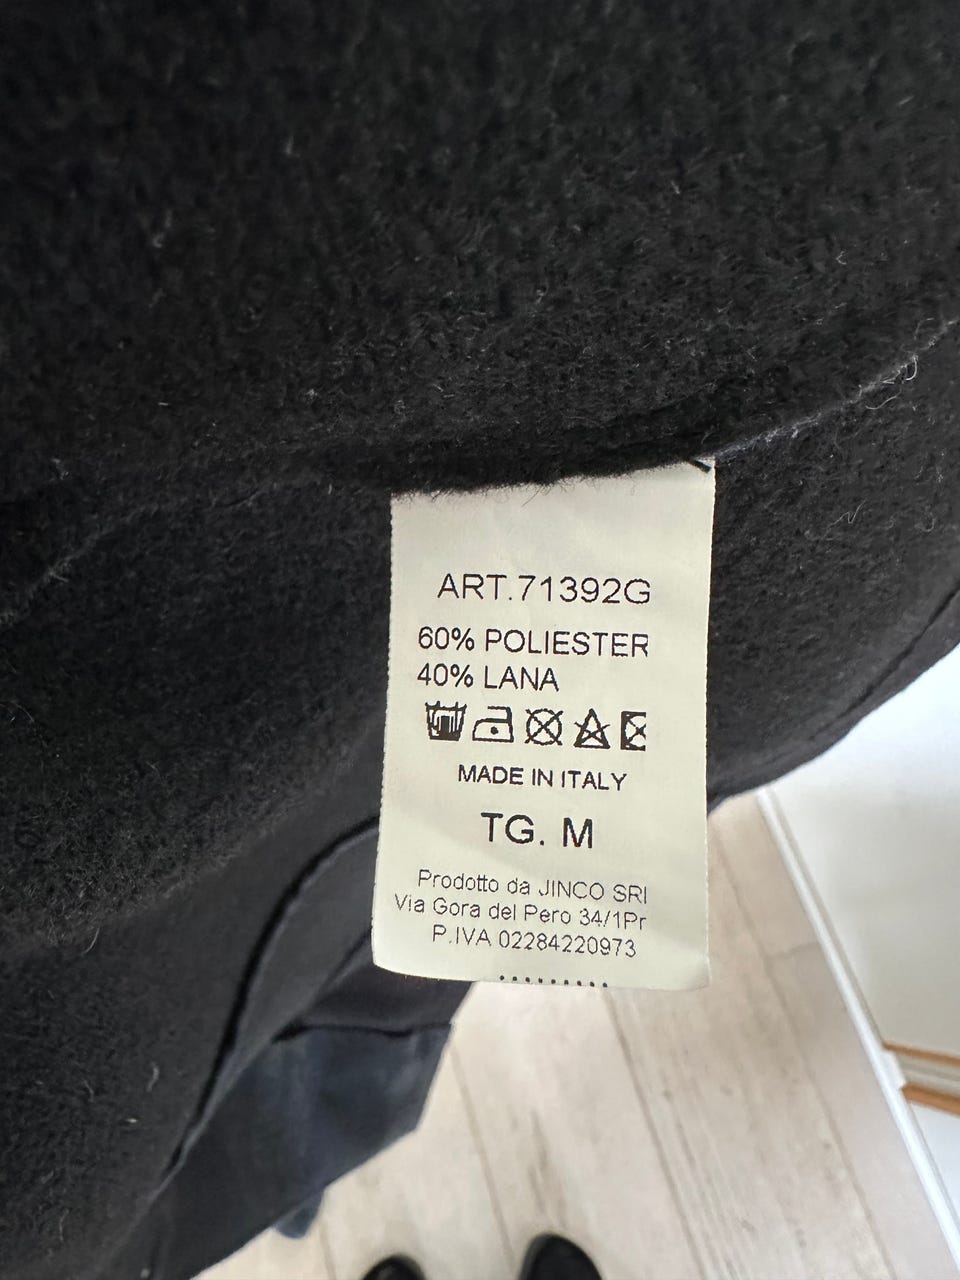 ART.71392G
60% POLIESTER
40% LANA
MADE IN ITALY
TG. M
Prodotto da JINCO SRl
Via Gora del Pero 34/1Pr
P.IVA 02284220973